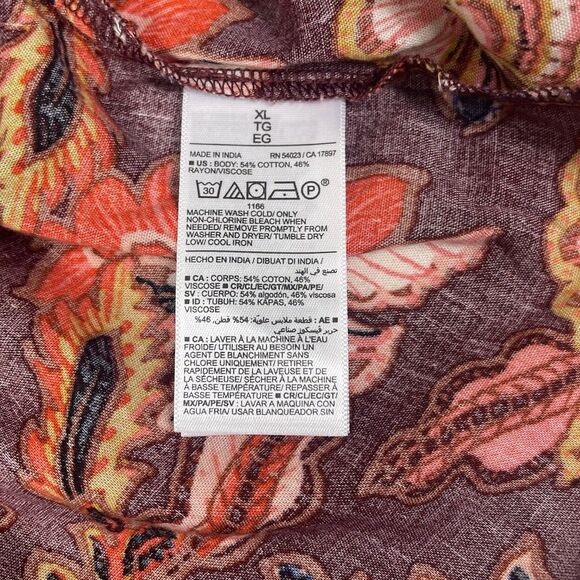 XL
TG
EG
MADE IN INDIA RN 54023 / CA 17897
■ US : BODY: 54% COTTON, 46%
RAYON/VISCOSE
30 P ®
1166
MACHINE WASH COLD/ ONLY
NON-CHLORINE BLEACH WHEN
NEEDED/ REMOVE PROMPTLY FROM
WASHER AND DRYER/ TUMBLE DRY
LOW/ COOL IRON
HECHO EN INDIA / DIBUAT DI INDIA /
صنع في الهند
■ CA : CORPS: 54% COTON, 46%
VISCOSE ■ CR/CL/EC/GT/MX/PA/PE/
SV : CUERPO: 54% algodón, 46% viscosa
■ ID : TUBUH: 54% KAPAS, 46%
VISCOSE
■ AE : قطعة ملابس علوية: 54% قطن, 46%
حرير ڤيسكوز صناعي
■ CA : LAVER À LA MACHINE À L'EAU
FROIDE/ UTILISER AU BESOIN UN
AGENT DE BLANCHIMENT SANS
CHLORE UNIQUEMENT/ RETIRER
RAPIDEMENT DE LA LAVEUSE ET DE
LA SÉCHEUSE/ SÉCHER À LA MACHINE
À BASSE TEMPÉRATURE/ REPASSER À
BASSE TEMPÉRATURE ■ CR/CL/EC/GT/
MX/PA/PE/SV : LAVAR A MAQUINA CON
AGUA FRIA/ USAR BLANQUEADOR SIN